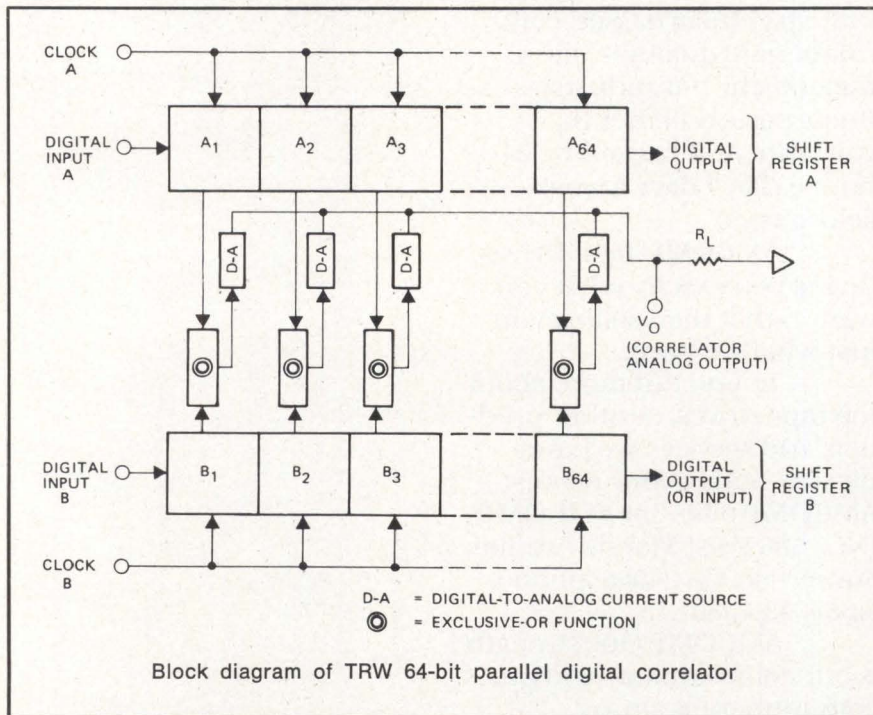 CLOCK
A
DIGITAL
INPUT
A
A1 A2 A3 A64
DIGITAL
OUTPUT
SHIFT
REGISTER
A
D-A D-A D-A D-A
RL
VO
(CORRELATOR
ANALOG OUTPUT)
DIGITAL
INPUT
B
B1 B2 B3 B64
DIGITAL
OUTPUT
(OR INPUT)
SHIFT
REGISTER
B
CLOCK
B
D-A = DIGITAL-TO-ANALOG CURRENT SOURCE
= EXCLUSIVE-OR FUNCTION
Block diagram of TRW 64-bit parallel digital correlator